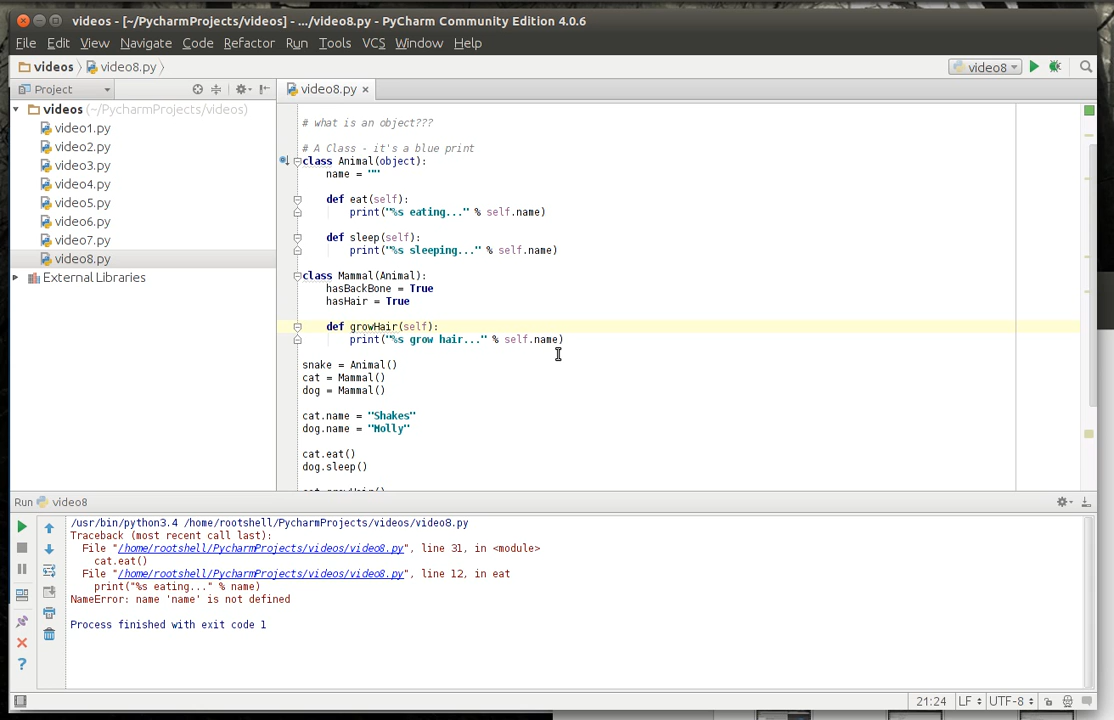 videos - [~/PycharmProjects/videos] - .../video8.py - PyCharm Community Edition 4.0.6
File Edit View Navigate Code Refactor Run Tools VCS Window Help
videos video8.py video8
Project video8.py
videos (~/PycharmProjects/videos)
video1.py
video2.py
video3.py
video4.py
video5.py
video6.py
video7.py
video8.py
External Libraries
# what is an object???
# A Class - it's a blue print
class Animal(object):
name = ""
def eat(self):
print("%s eating..." % self.name)
def sleep(self):
print("%s sleeping..." % self.name)
class Mammal(Animal):
hasBackBone = True
hasHair = True
def growHair(self):
print("%s grow hair..." % self.name)
snake = Animal()
cat = Mammal()
dog = Mammal()
cat.name = "Shakes"
dog.name = "Molly"
cat.eat()
dog.sleep()
cat.growHair()
Run video8
/usr/bin/python3.4 /home/rootshell/PycharmProjects/videos/video8.py
Traceback (most recent call last):
File "/home/rootshell/PycharmProjects/videos/video8.py", line 31, in <module>
cat.eat()
File "/home/rootshell/PycharmProjects/videos/video8.py", line 12, in eat
print("%s eating..." % name)
NameError: name 'name' is not defined
Process finished with exit code 1
21:24 LF UTF-8